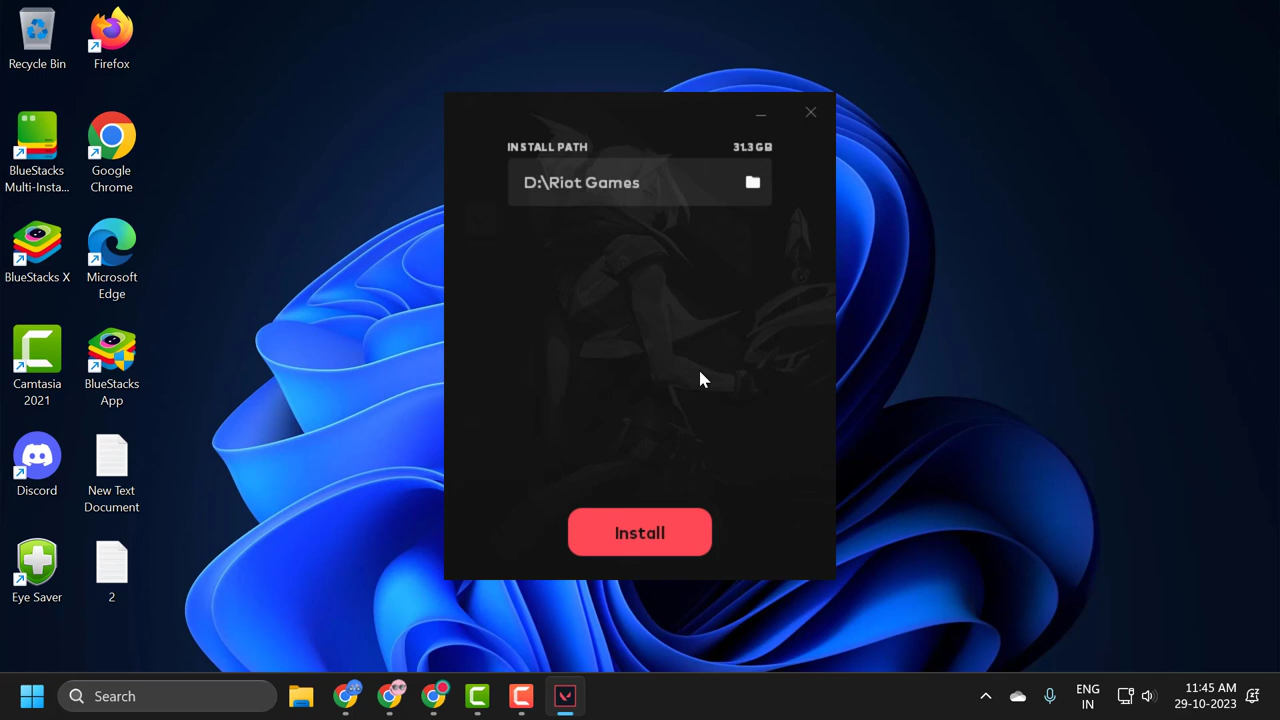 Recycle Bin
Firefox
BlueStacks
Multi-Insta...
Google
Chrome
BlueStacks X
Microsoft
Edge
Camtasia
2021
BlueStacks
App
Discord
New Text
Document
Eye Saver
2
INSTALL PATH
31.3 GB
D:\Riot Games
Install
Search
ENG
IN
11:45 AM
29-10-2023